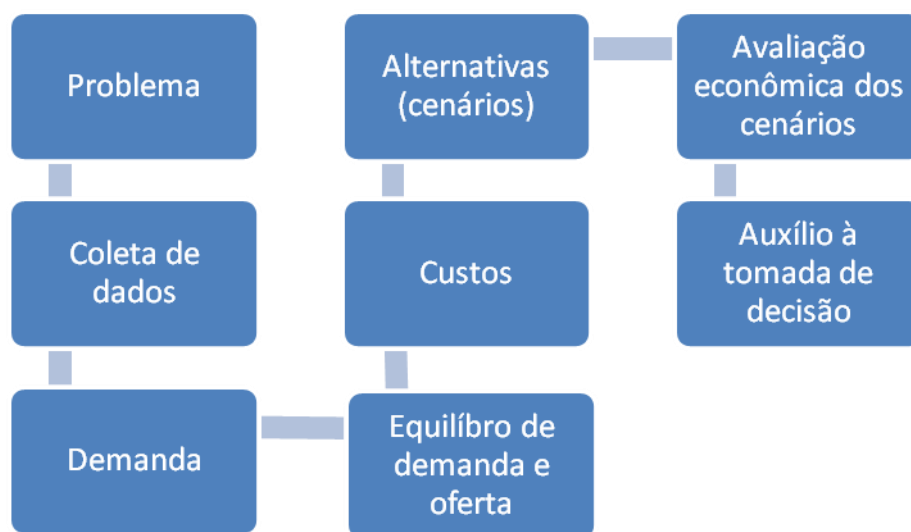 Problema
Coleta de
dados
Demanda
Equilíbro de
demanda e
oferta
Custos
Alternativas
(cenários)
Avaliação
econômica dos
cenários
Auxílio à
tomada de
decisão